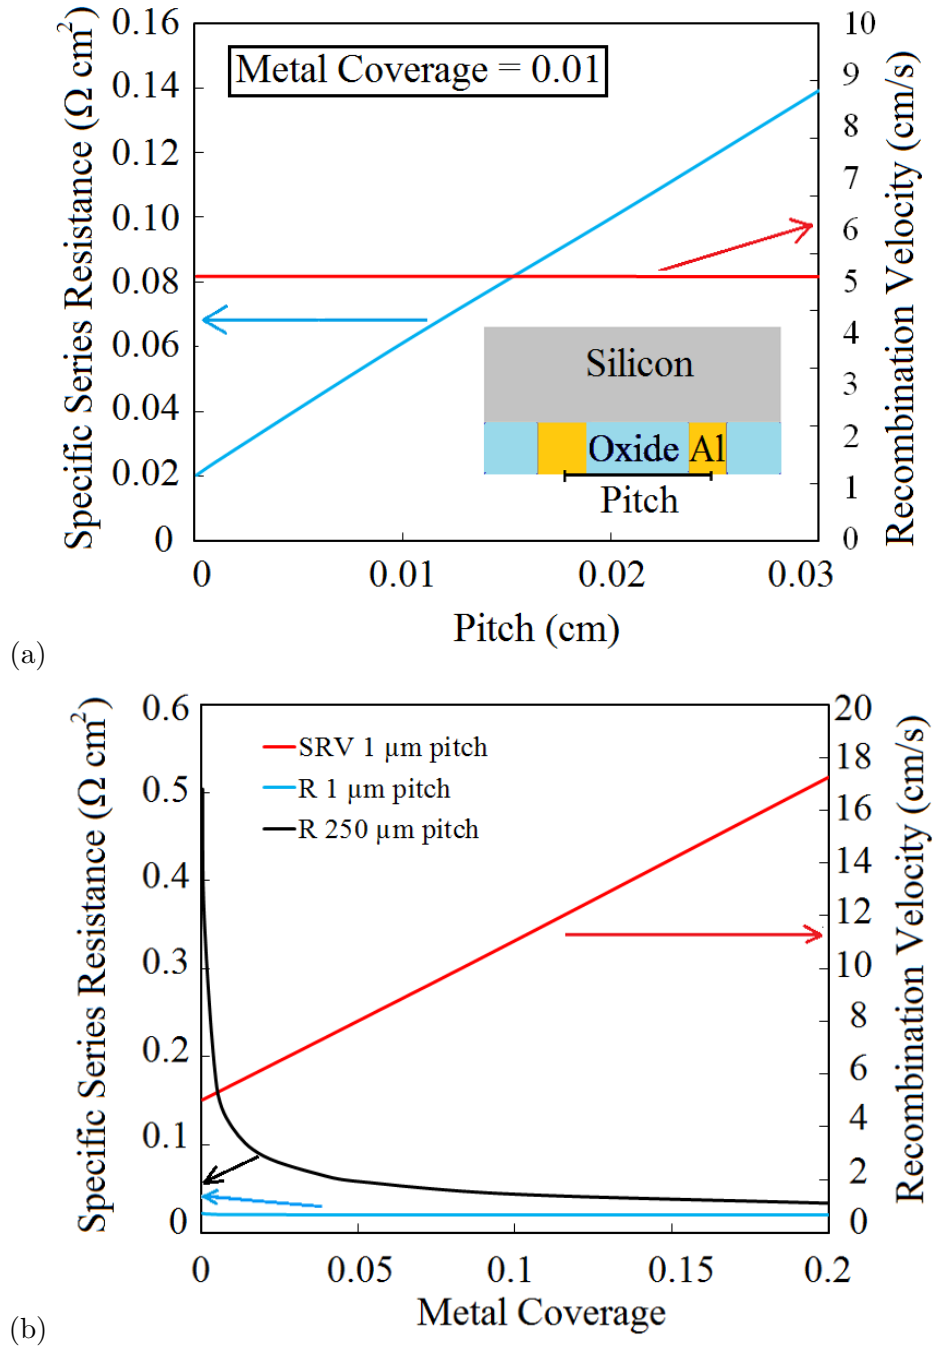 Specific Series Resistance (Ω cm²)
0.16
0.14
0.12
0.10
0.08
0.06
0.04
0.02
0
Metal Coverage = 0.01
Silicon
Oxide
Al
Pitch
10
9
8
7
6
5
4
3
2
1
0
Recombination Velocity (cm/s)
0
0.01
0.02
0.03
Pitch (cm)
(a)
Specific Series Resistance (Ω cm²)
0.6
0.5
0.4
0.3
0.2
0.1
0
SRV 1 µm pitch
R 1 µm pitch
R 250 µm pitch
20
18
16
14
12
10
8
6
4
2
0
Recombination Velocity (cm/s)
0
0.05
0.1
0.15
0.2
Metal Coverage
(b)